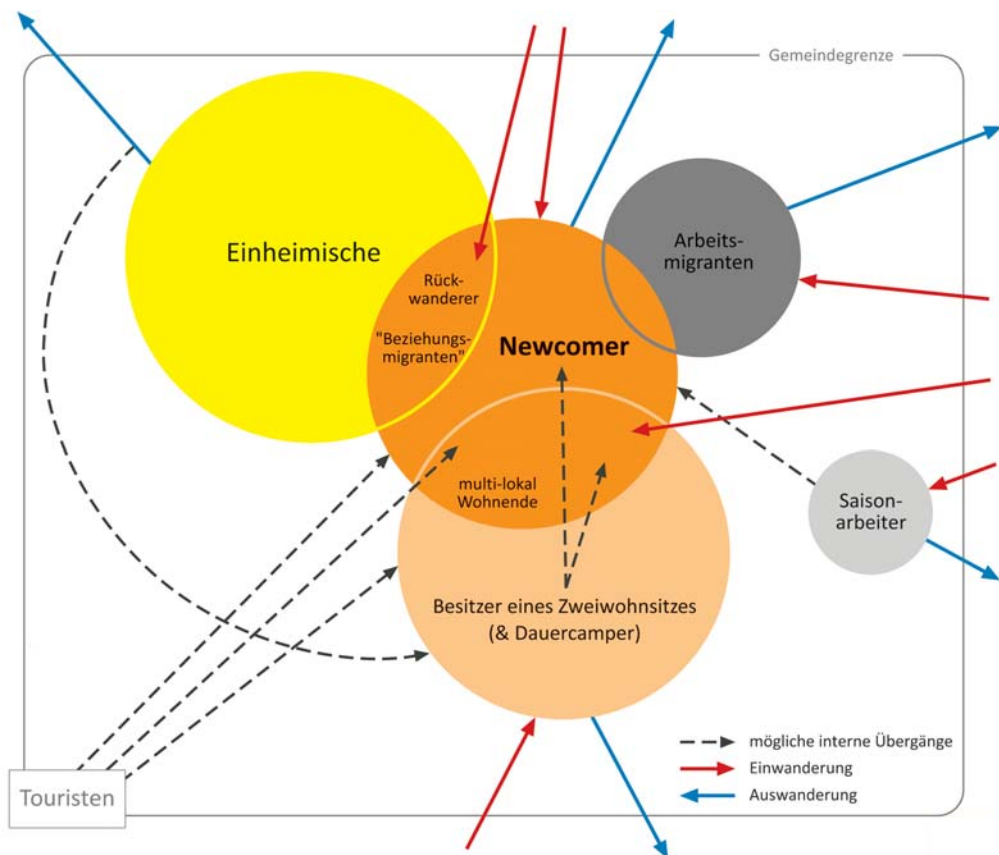 Gemeindegrenze
Einheimische
Arbeits-
migranten
Rück-
wanderer
"Beziehungs-
migranten"
Newcomer
multi-lokal
Wohnende
Saison-
arbeiter
Besitzer eines Zweiwohnsitzes
(& Dauercamper)
Touristen
mögliche interne Übergänge
Einwanderung
Auswanderung